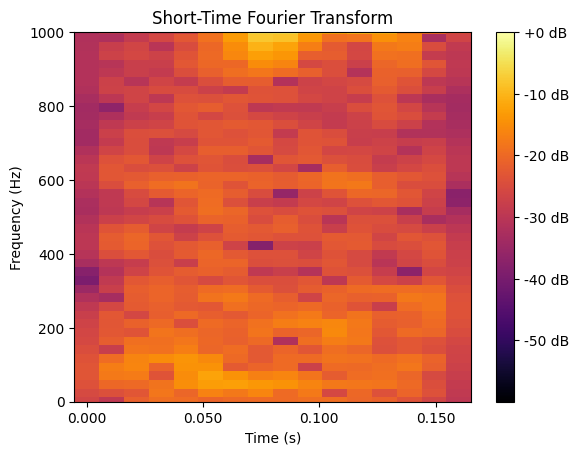 Short-Time Fourier Transform
1000
800
600
400
200
0
Frequency (Hz)
0.000
0.050
0.100
0.150
Time (s)
+0 dB
-10 dB
-20 dB
-30 dB
-40 dB
-50 dB